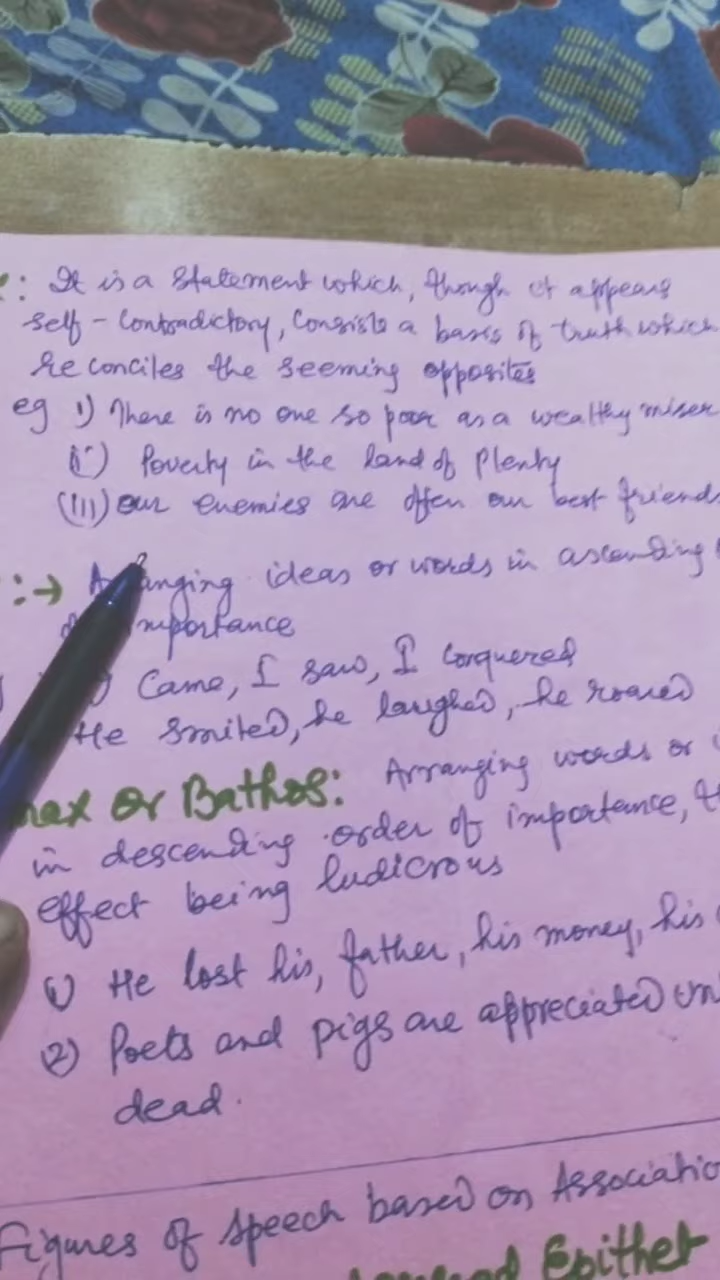 : It is a statement which, though it appears
self-contradictory, consists a basis of truth which
reconciles the seeming opposites
eg 1) There is no one so poor as a wealthy miser
(ii) Poverty in the land of Plenty
(III) our enemies are often our best friends
:→ Arranging ideas or words in ascending
importance
Came, I saw, I Conquered
He smiled, he laughed, he roared
or Bathos: Arranging words or
in descending order of importance,
effect being ludicrous
1) He lost his, father, his money, his
2) Poets and pigs are appreciated
dead.
Figures of speech based on Association
Epithet